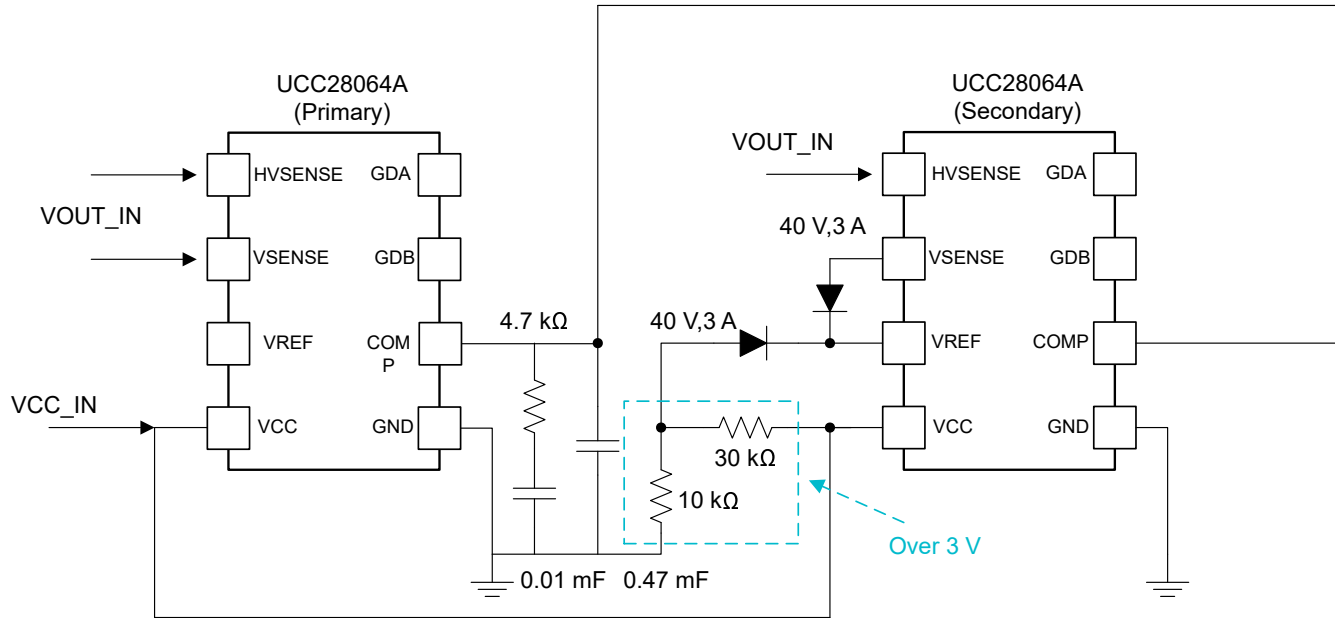 UCC28064A
(Primary)
HVSENSE
GDA
VSENSE
GDB
VREF
COM
P
VCC
GND
VOUT_IN
VCC_IN
4.7 kΩ
0.01 mF
0.47 mF
UCC28064A
(Secondary)
VOUT_IN
HVSENSE
GDA
40 V,3 A
VSENSE
GDB
40 V,3 A
VREF
COMP
VCC
GND
30 kΩ
10 kΩ
Over 3 V